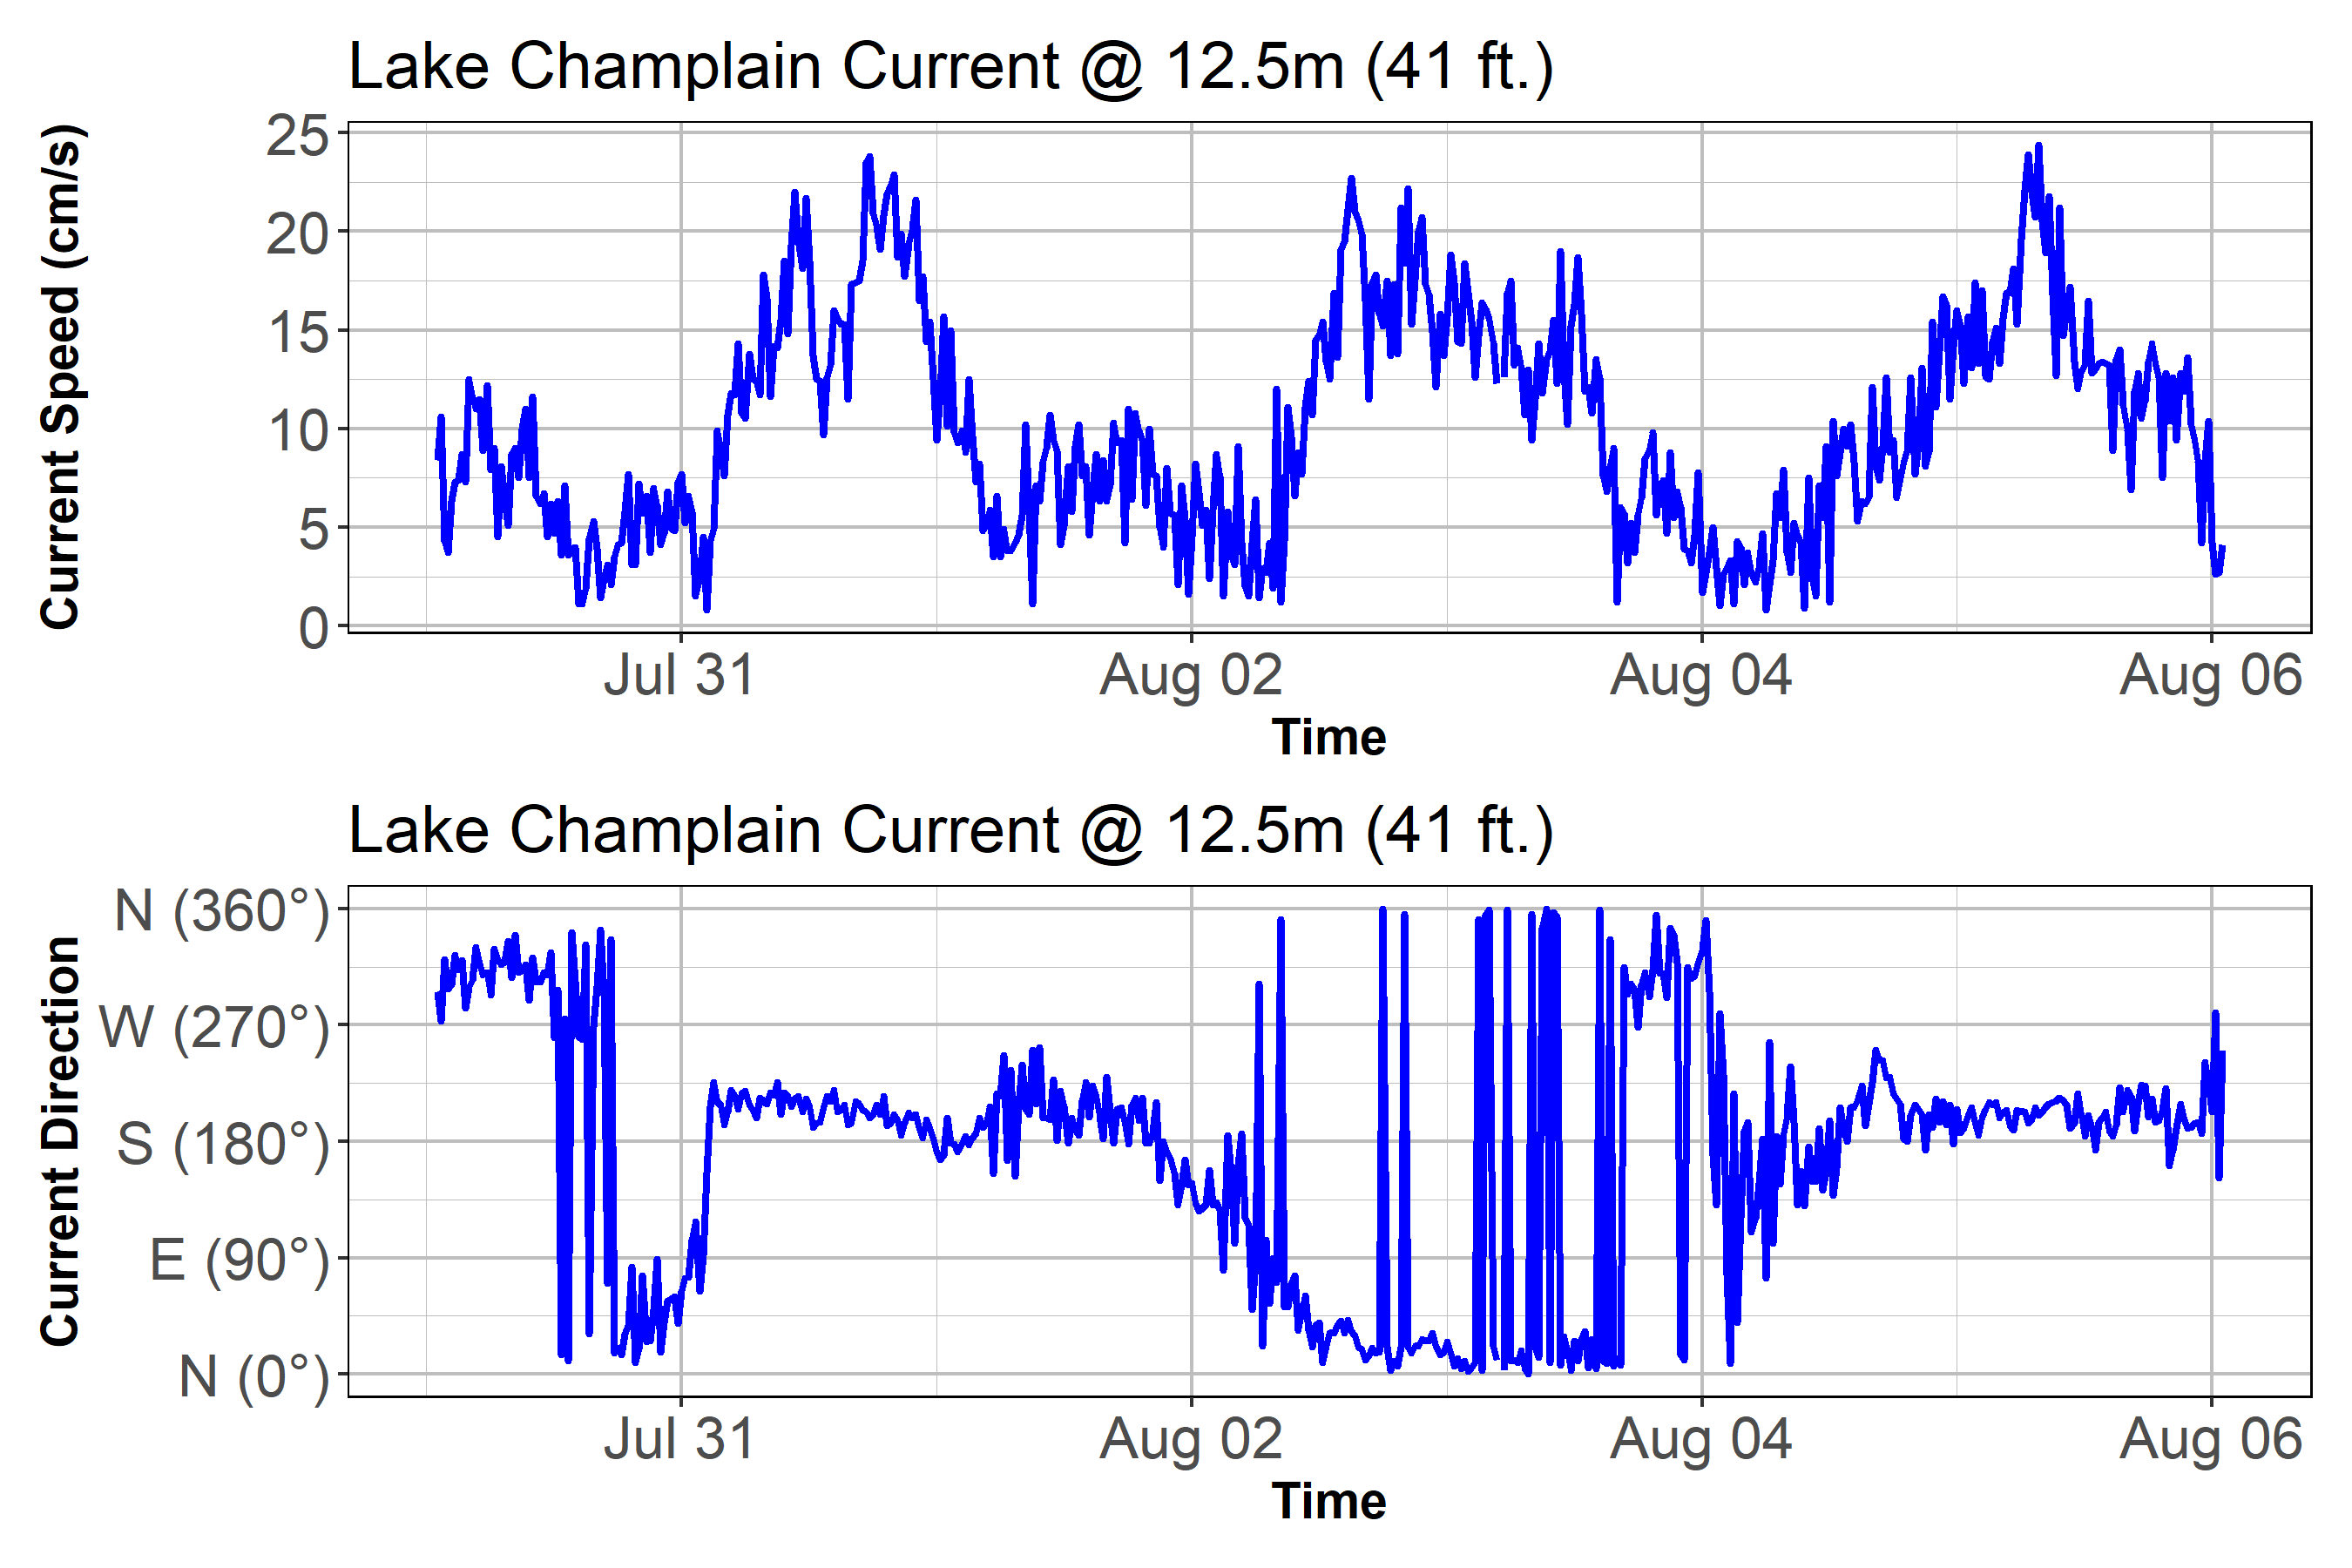 Lake Champlain Current @ 12.5m (41 ft.)
Current Speed (cm/s)
25
20
15
10
5
0
Jul 31
Aug 02
Aug 04
Aug 06
Time
Lake Champlain Current @ 12.5m (41 ft.)
Current Direction
N (360°)
W (270°)
S (180°)
E (90°)
N (0°)
Jul 31
Aug 02
Aug 04
Aug 06
Time